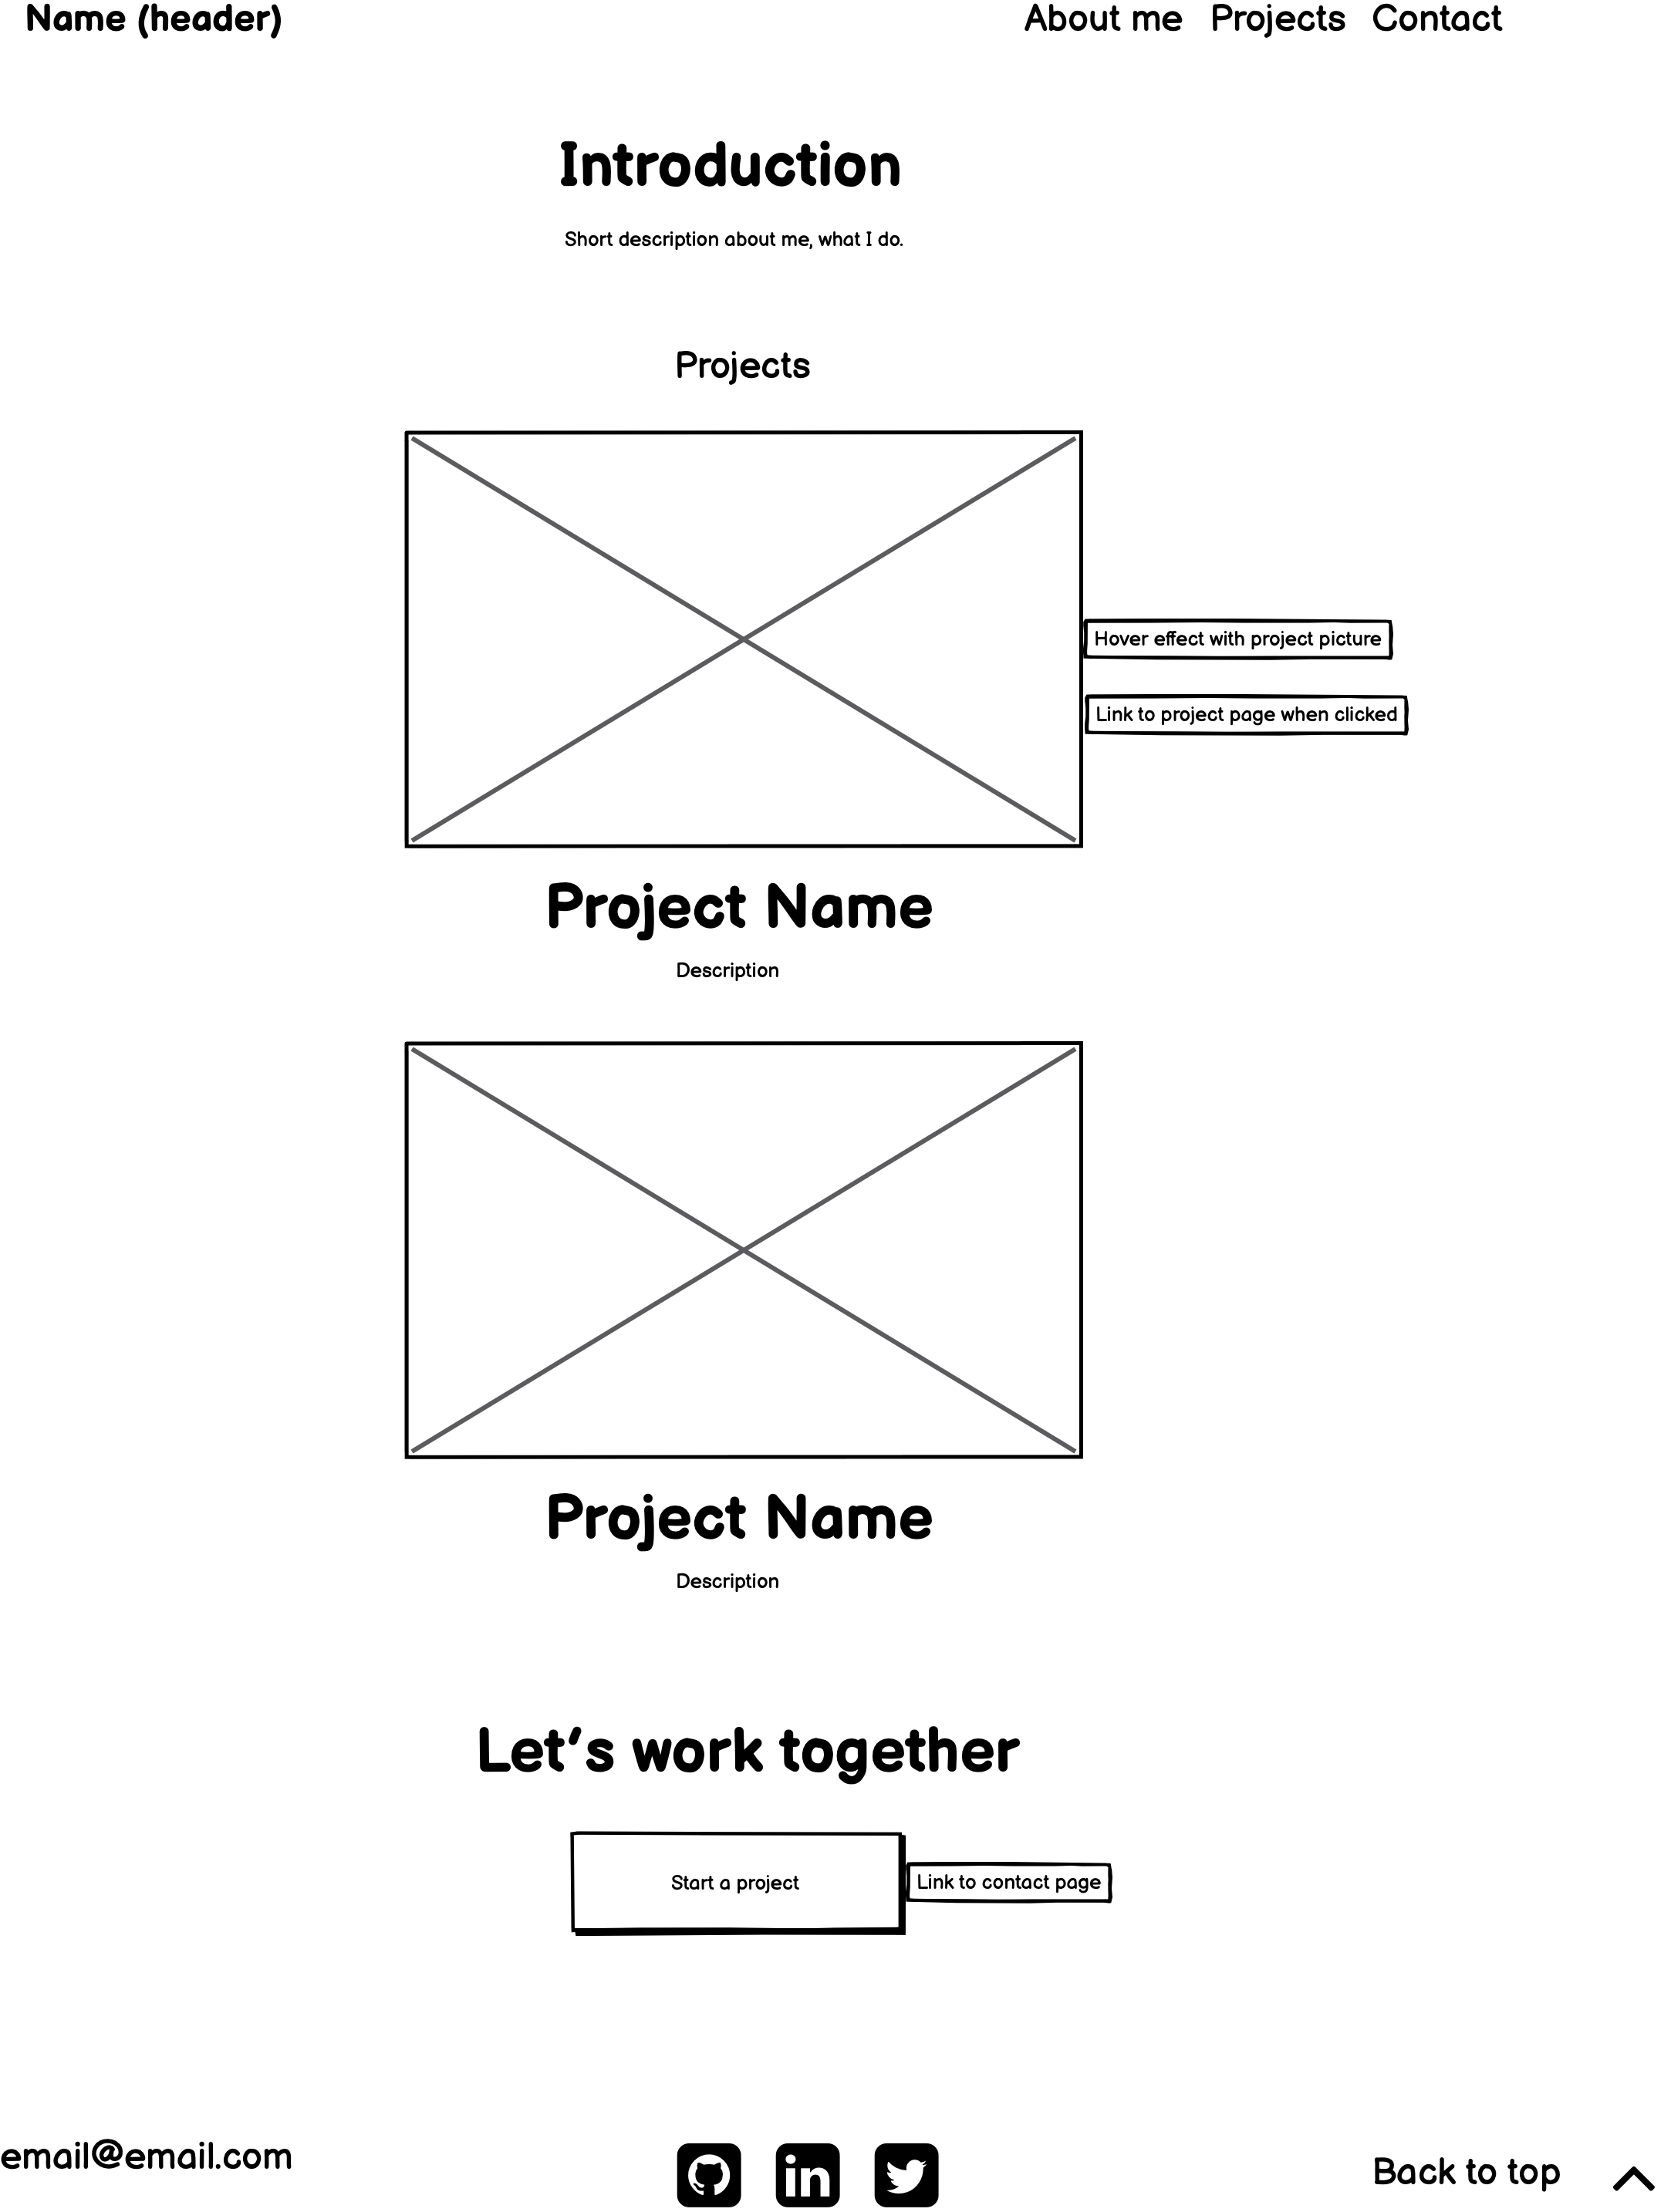 Name (header)
About me Projects Contact
Introduction
Short description about me, what I do.
Projects
Hover effect with project picture
Link to project page when clicked
Project Name
Description
Project Name
Description
Let's work together
Start a project
Link to contact page
email@email.com
in
Back to top